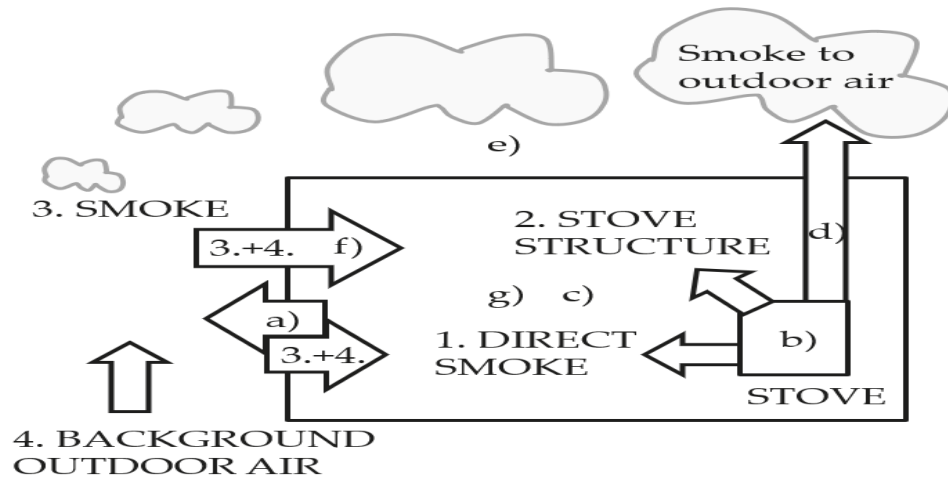 Smoke to
outdoor air
e)
3. SMOKE
2. STOVE
STRUCTURE
d)
3.+4. f)
g) c)
a)
1. DIRECT
SMOKE
b)
3.+4.
STOVE
4. BACKGROUND
OUTDOOR AIR